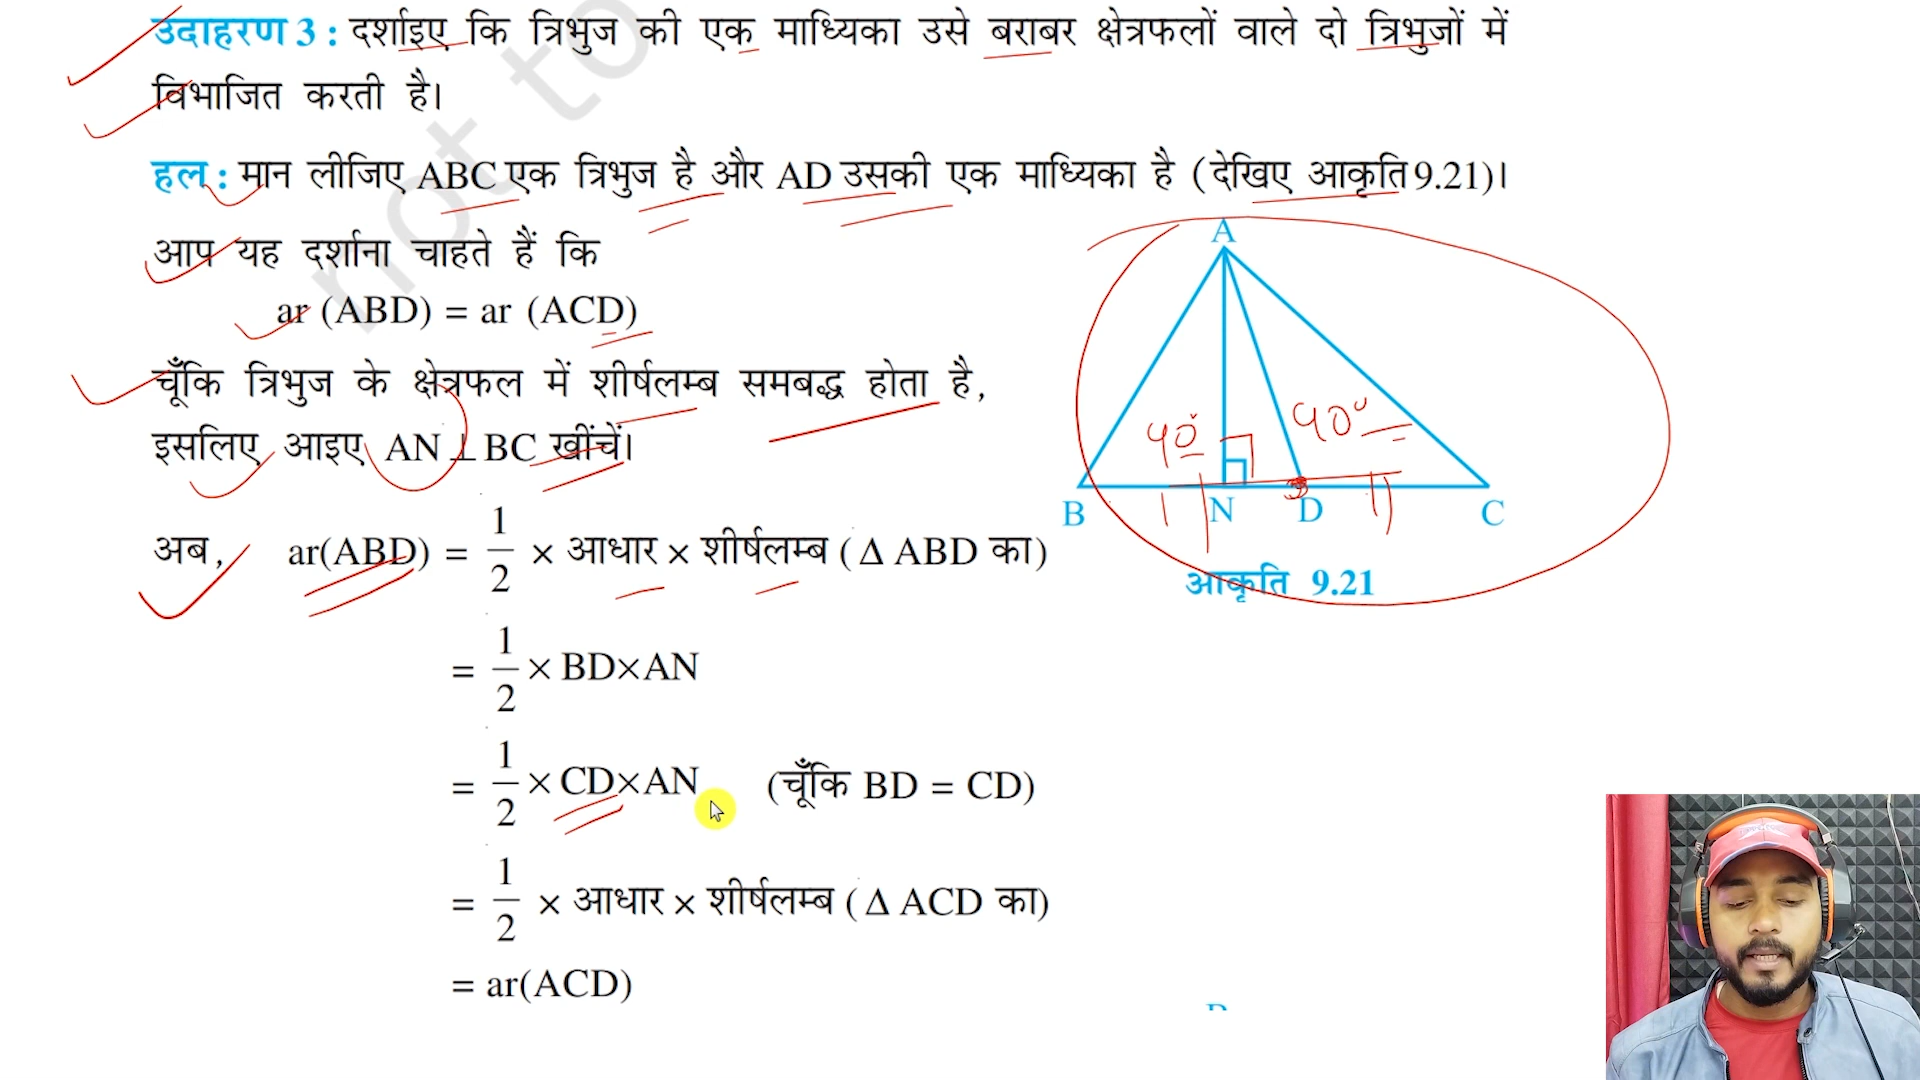 उदाहरण 3 : दर्शाइए कि त्रिभुज की एक माध्यिका उसे बराबर क्षेत्रफलों वाले दो त्रिभुजों में
विभाजित करती है।
हल : मान लीजिए ABC एक त्रिभुज है और AD उसकी एक माध्यिका है (देखिए आकृति 9.21)।
आप यह दर्शाना चाहते हैं कि
ar (ABD) = ar (ACD)
चूँकि त्रिभुज के क्षेत्रफल में शीर्षलम्ब समबद्ध होता है,
इसलिए आइए AN ⊥ BC खींचें।
अब, ar(ABD) = 1/2 × आधार × शीर्षलम्ब (Δ ABD का)
= 1/2 × BD×AN
= 1/2 × CD×AN (चूँकि BD = CD)
= 1/2 × आधार × शीर्षलम्ब (Δ ACD का)
= ar(ACD)
A
90° 90°
B N D C
आकृति 9.21
not to